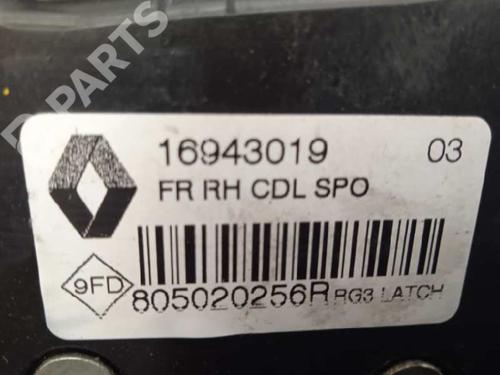 D-PARTS
16943019 03
FR RH CDL SPO
9FD 805020256R RG3 LATCH